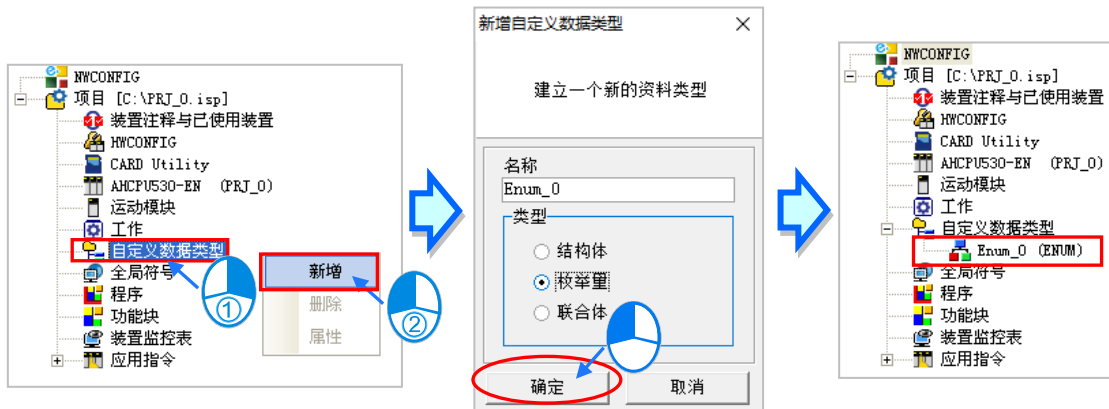 NWCONFIG
项目 [C:\PRJ_0.isp]
装置注释与已使用装置
HWCONFIG
CARD Utility
AHCPU530-EN (PRJ_0)
运动模块
工作
自定义数据类型
全局符号
程序
功能块
装置监控表
应用指令
①
新增
删除
属性
②
新增自定义数据类型
建立一个新的资料类型
名称
Enum_0
类型
结构体
枚举量
联合体
确定
取消
NWCONFIG
项目 [C:\PRJ_0.isp]
装置注释与已使用装置
HWCONFIG
CARD Utility
AHCPU530-EN (PRJ_0)
运动模块
工作
自定义数据类型
Enum_0 (ENUM)
全局符号
程序
功能块
装置监控表
应用指令